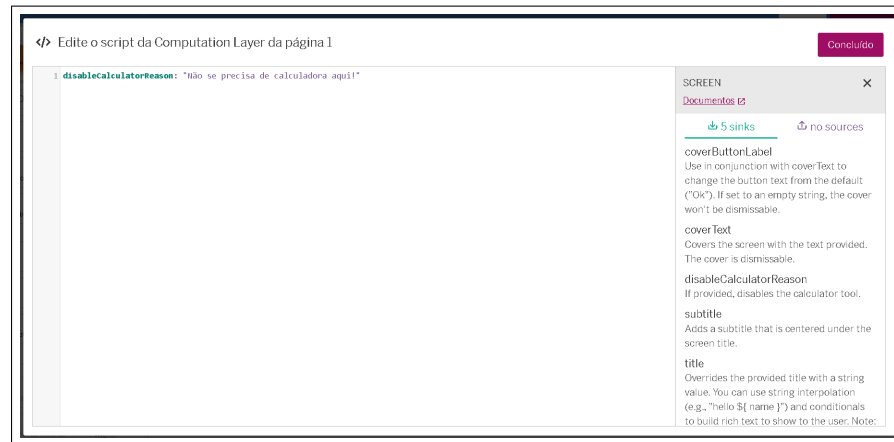 </> Edite o script da Computation Layer da página 1
Concluído
1 disableCalculatorReason: "Não se precisa de calculadora aqui!"
SCREEN
Documentos
5 sinks
no sources
coverButtonLabel
Use in conjunction with coverText to
change the button text from the default
("Ok"). If set to an empty string, the cover
won't be dismissable.
coverText
Covers the screen with the text provided.
The cover is dismissable.
disableCalculatorReason
If provided, disables the calculator tool.
subtitle
Adds a subtitle that is centered under the
screen title.
title
Overrides the provided title with a string
value. You can use string interpolation
(e.g., "hello ${ name }") and conditionals
to build rich text to show to the user. Note: